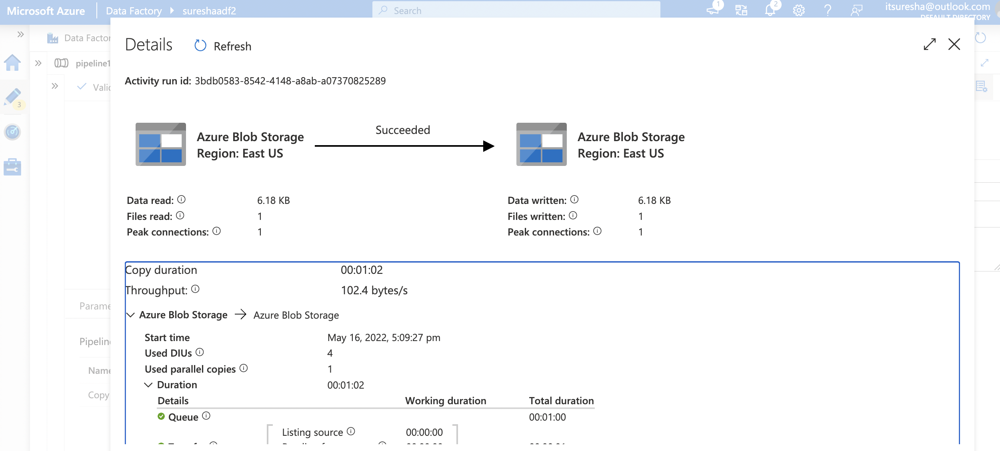 Microsoft Azure Data Factory sureshaadf2 Search 1 2 itsuresha@outlook.com
DEFAULT DIRECTORY
Data Factor
Details Refresh
pipeline1
Activity run id: 3bdb0583-8542-4148-a8ab-a07370825289
Vali
3
Succeeded
Azure Blob Storage
Region: East US
Azure Blob Storage
Region: East US
Data read: 6.18 KB
Files read: 1
Peak connections: 1
Data written: 6.18 KB
Files written: 1
Peak connections: 1
Copy duration 00:01:02
Throughput: 102.4 bytes/s
Parame
Azure Blob Storage → Azure Blob Storage
Start time May 16, 2022, 5:09:27 pm
Pipelin
Used DIUs 4
Used parallel copies 1
Name
Duration 00:01:02
Copy
Details Working duration Total duration
Queue 00:01:00
Listing source 00:00:00